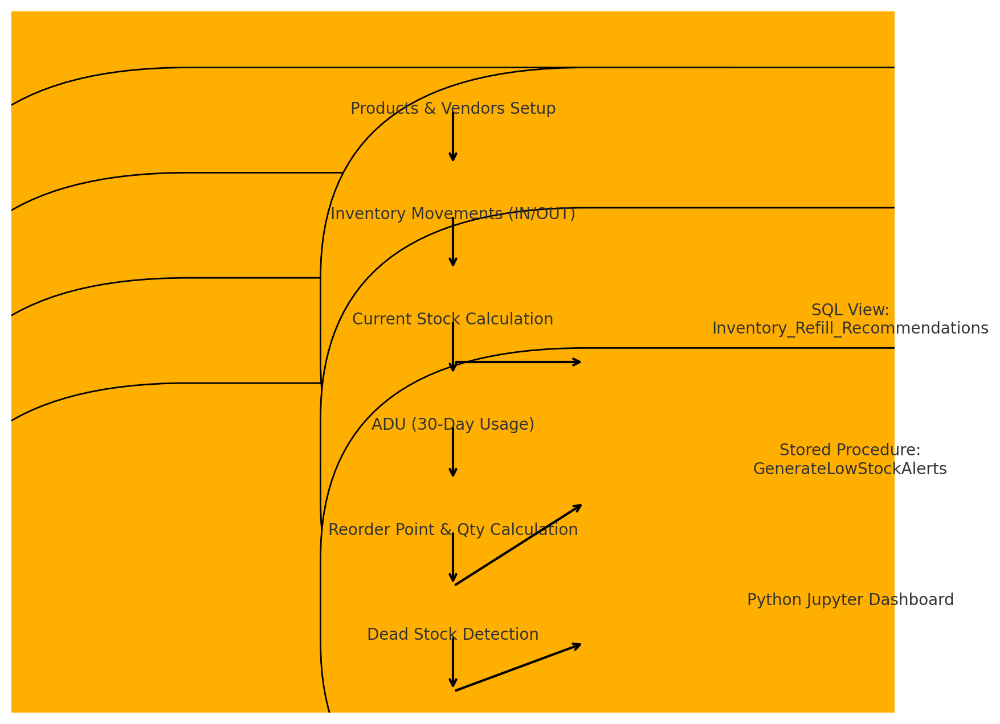 Products & Vendors Setup
Inventory Movements (IN/OUT)
Current Stock Calculation
ADU (30-Day Usage)
Reorder Point & Qty Calculation
Dead Stock Detection
SQL View:
Inventory_Refill_Recommendations
Stored Procedure:
GenerateLowStockAlerts
Python Jupyter Dashboard